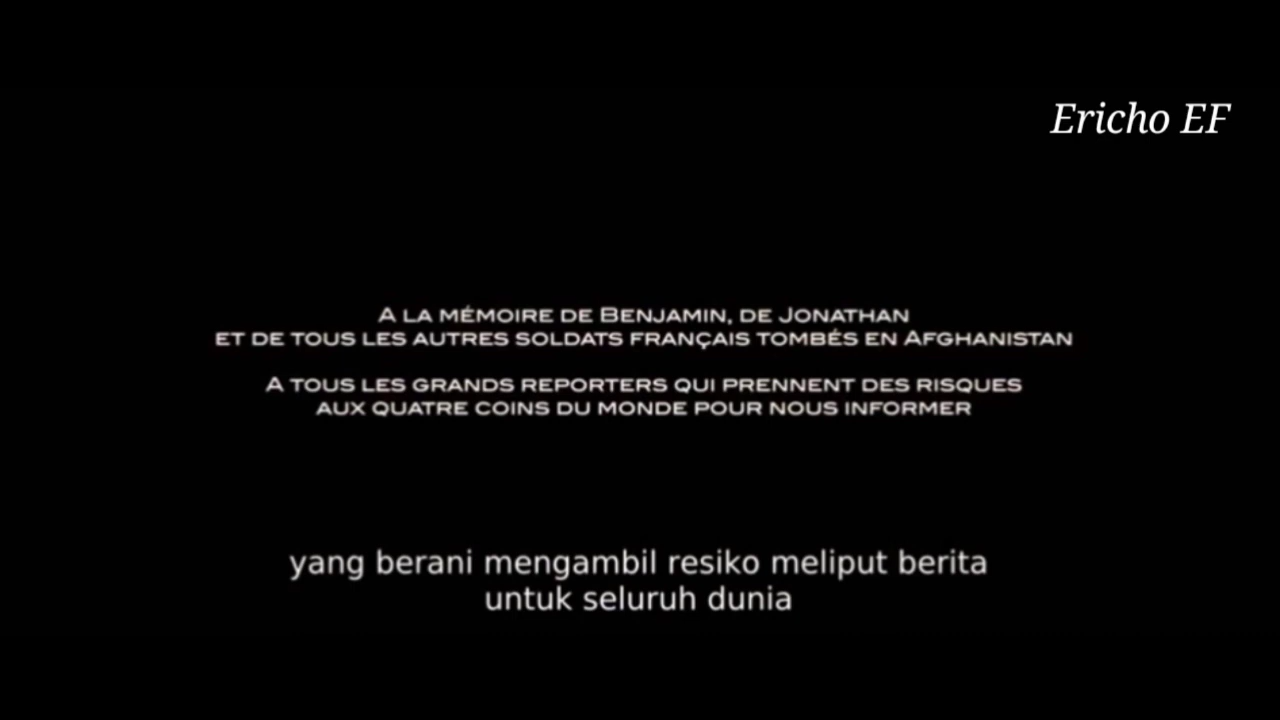 Ericho EF
A LA MÉMOIRE DE BENJAMIN, DE JONATHAN
ET DE TOUS LES AUTRES SOLDATS FRANÇAIS TOMBÉS EN AFGHANISTAN
A TOUS LES GRANDS REPORTERS QUI PRENNENT DES RISQUES
AUX QUATRE COINS DU MONDE POUR NOUS INFORMER
yang berani mengambil resiko meliput berita
untuk seluruh dunia